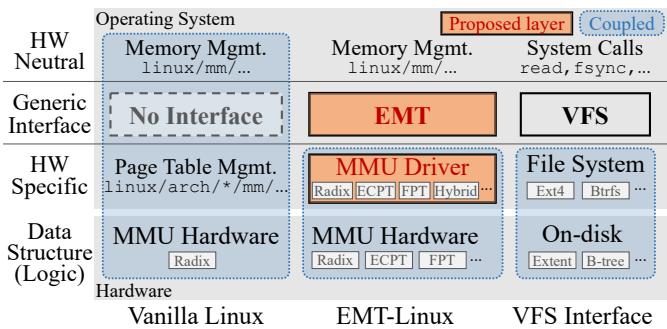 Operating System
Proposed layer
Coupled
HW
Neutral
Memory Mgmt.
linux/mm/...
Memory Mgmt.
linux/mm/...
System Calls
read,fsync,...
Generic
Interface
No Interface
EMT
VFS
HW
Specific
Page Table Mgmt.
linux/arch/*/mm/...
MMU Driver
Radix ECPT FPT Hybrid ...
File System
Ext4 Btrfs ...
Data
Structure
(Logic)
MMU Hardware
Radix
MMU Hardware
Radix ECPT FPT ...
On-disk
Extent B-tree ...
Hardware
Vanilla Linux
EMT-Linux
VFS Interface